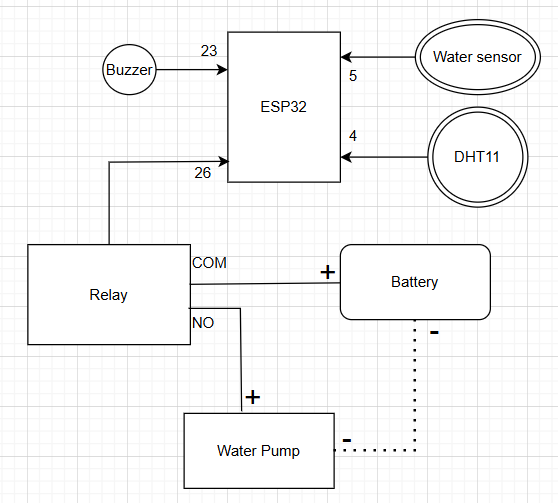 23
Buzzer
Water sensor
5
ESP32
4
DHT11
26
COM
+
Battery
Relay
NO
-
+
-
Water Pump